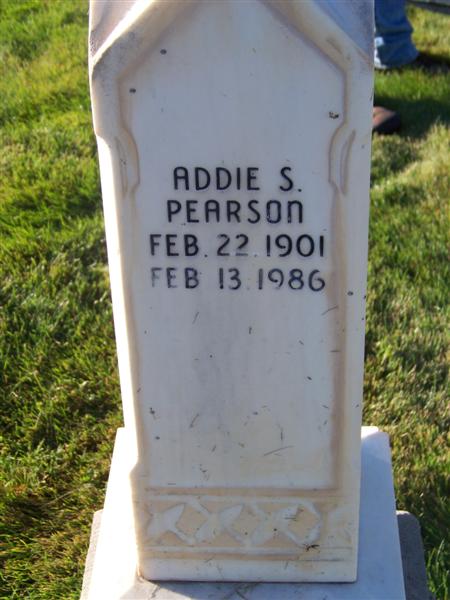 ADDIE S.
PEARSON
FEB. 22 1901
FEB 13 1986